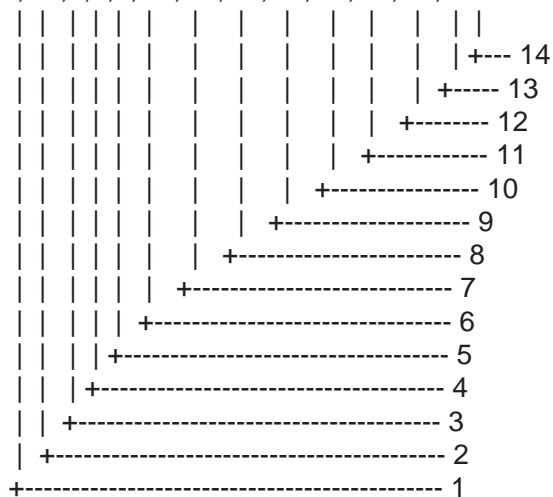 | | | | | | | | | | | | | |
| | | | | | | | | | | | | +--- 14
| | | | | | | | | | | | +----- 13
| | | | | | | | | | | +-------- 12
| | | | | | | | | | +------------ 11
| | | | | | | | | +---------------- 10
| | | | | | | | +------------------- 9
| | | | | | | +----------------------- 8
| | | | | | +--------------------------- 7
| | | | | +------------------------------- 6
| | | | +---------------------------------- 5
| | | +------------------------------------ 4
| | +-------------------------------------- 3
| +---------------------------------------- 2
+------------------------------------------- 1